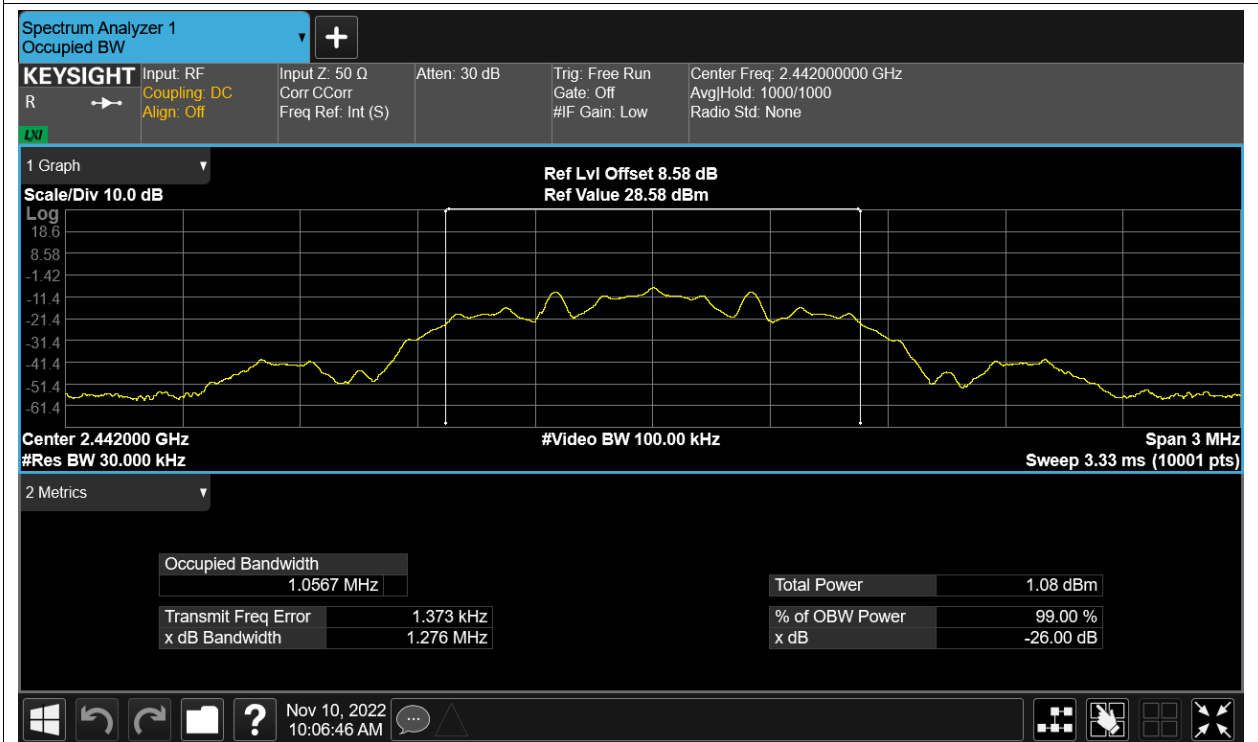 Spectrum Analyzer 1
Occupied BW
KEYSIGHT
R
LXI
Input: RF
Coupling: DC
Align: Off
Input Z: 50 Ω
Corr CCorr
Freq Ref: Int (S)
Atten: 30 dB
Trig: Free Run
Gate: Off
#IF Gain: Low
Center Freq: 2.442000000 GHz
Avg|Hold: 1000/1000
Radio Std: None
1 Graph
Scale/Div 10.0 dB
Ref Lvl Offset 8.58 dB
Ref Value 28.58 dBm
Log
18.6
8.58
-1.42
-11.4
-21.4
-31.4
-41.4
-51.4
-61.4
Center 2.442000 GHz
#Video BW 100.00 kHz
Span 3 MHz
#Res BW 30.000 kHz
Sweep 3.33 ms (10001 pts)
2 Metrics
Occupied Bandwidth
1.0567 MHz
Total Power 1.08 dBm
Transmit Freq Error 1.373 kHz
% of OBW Power 99.00 %
x dB Bandwidth 1.276 MHz
x dB -26.00 dB
?
Nov 10, 2022
10:06:46 AM